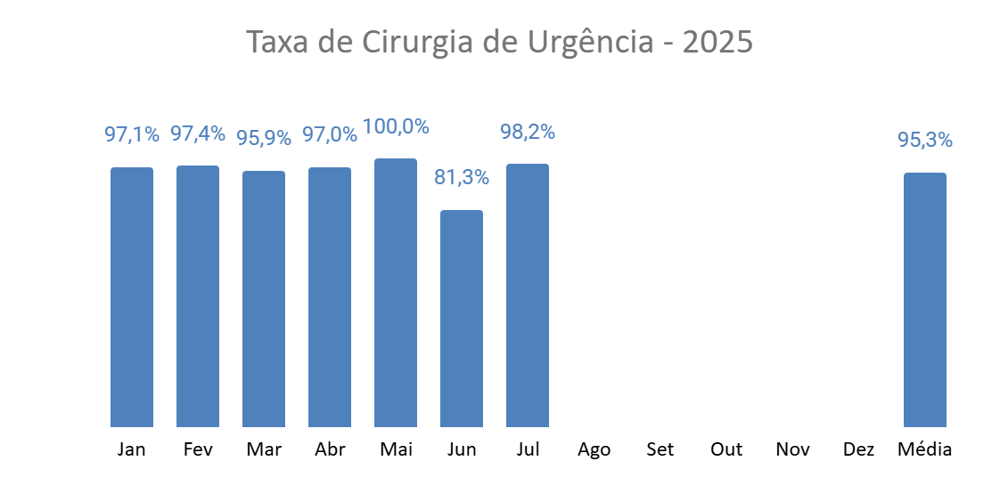 Taxa de Cirurgia de Urgência - 2025
97,1% 97,4% 95,9% 97,0% 100,0% 81,3% 98,2% 95,3%
Jan Fev Mar Abr Mai Jun Jul Ago Set Out Nov Dez Média